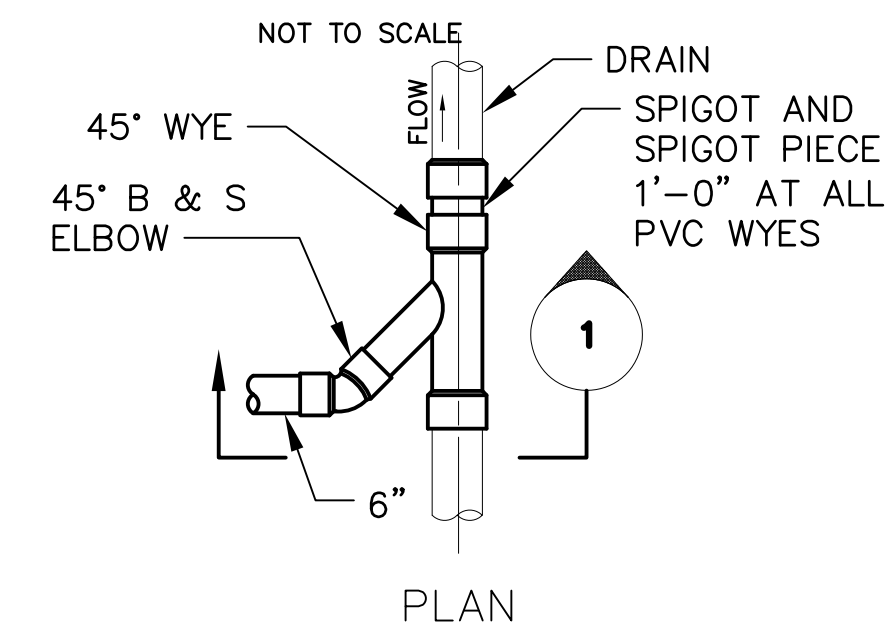 NOT TO SCALE
DRAIN
FLOW
45° WYE
SPIGOT AND
SPIGOT PIECE
1'-0" AT ALL
PVC WYES
45° B & S
ELBOW
1
6"
PLAN